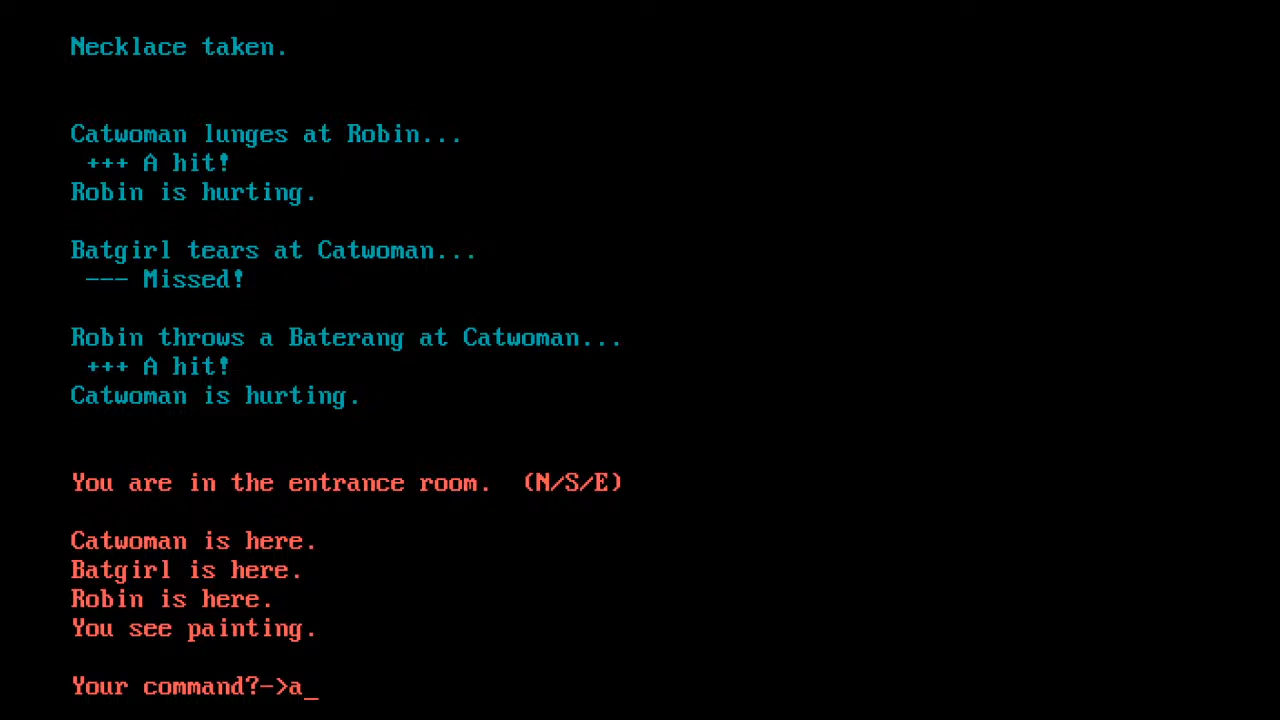 Necklace taken.
Catwoman lunges at Robin...
+++ A hit!
Robin is hurting.
Batgirl tears at Catwoman...
--- Missed!
Robin throws a Baterang at Catwoman...
+++ A hit!
Catwoman is hurting.
You are in the entrance room.  (N/S/E)
Catwoman is here.
Batgirl is here.
Robin is here.
You see painting.
Your command?->a_